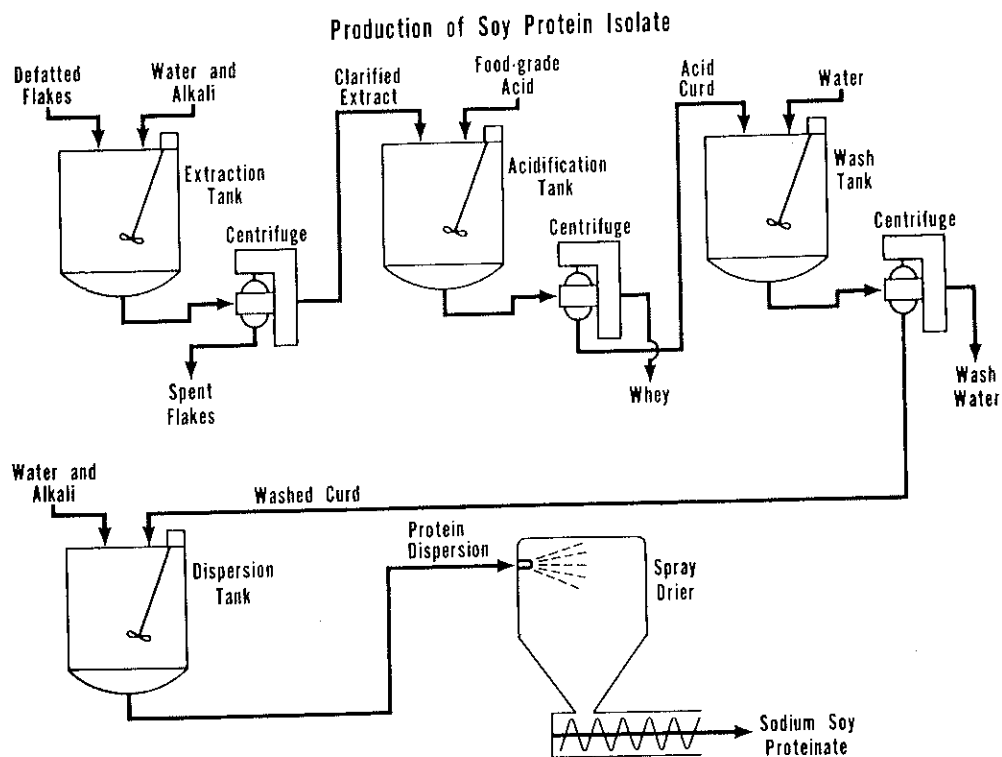 Production of Soy Protein Isolate
Defatted
Flakes
Water and
Alkali
Extraction
Tank
Centrifuge
Spent
Flakes
Clarified
Extract
Food-grade
Acid
Acidification
Tank
Centrifuge
Whey
Acid
Curd
Water
Wash
Tank
Centrifuge
Wash
Water
Water and
Alkali
Washed Curd
Dispersion
Tank
Protein
Dispersion
Spray
Drier
Sodium Soy
Proteinate